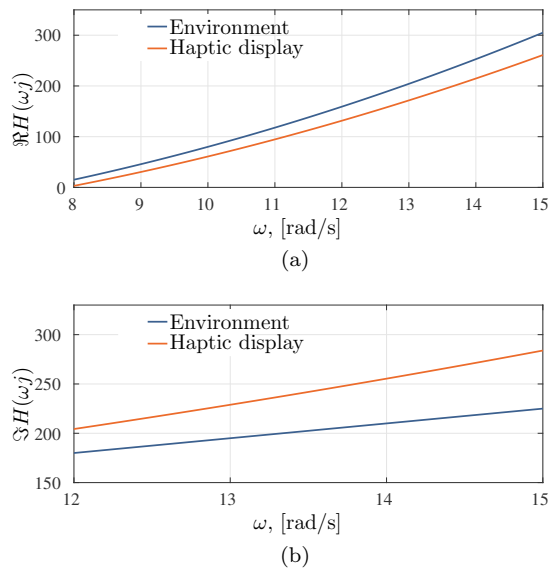 Environment
Haptic display
300
200
100
0
ℜH(ωj)
8 9 10 11 12 13 14 15
ω, [rad/s]
(a)
Environment
Haptic display
300
250
200
150
ℑH(ωj)
12 13 14 15
ω, [rad/s]
(b)